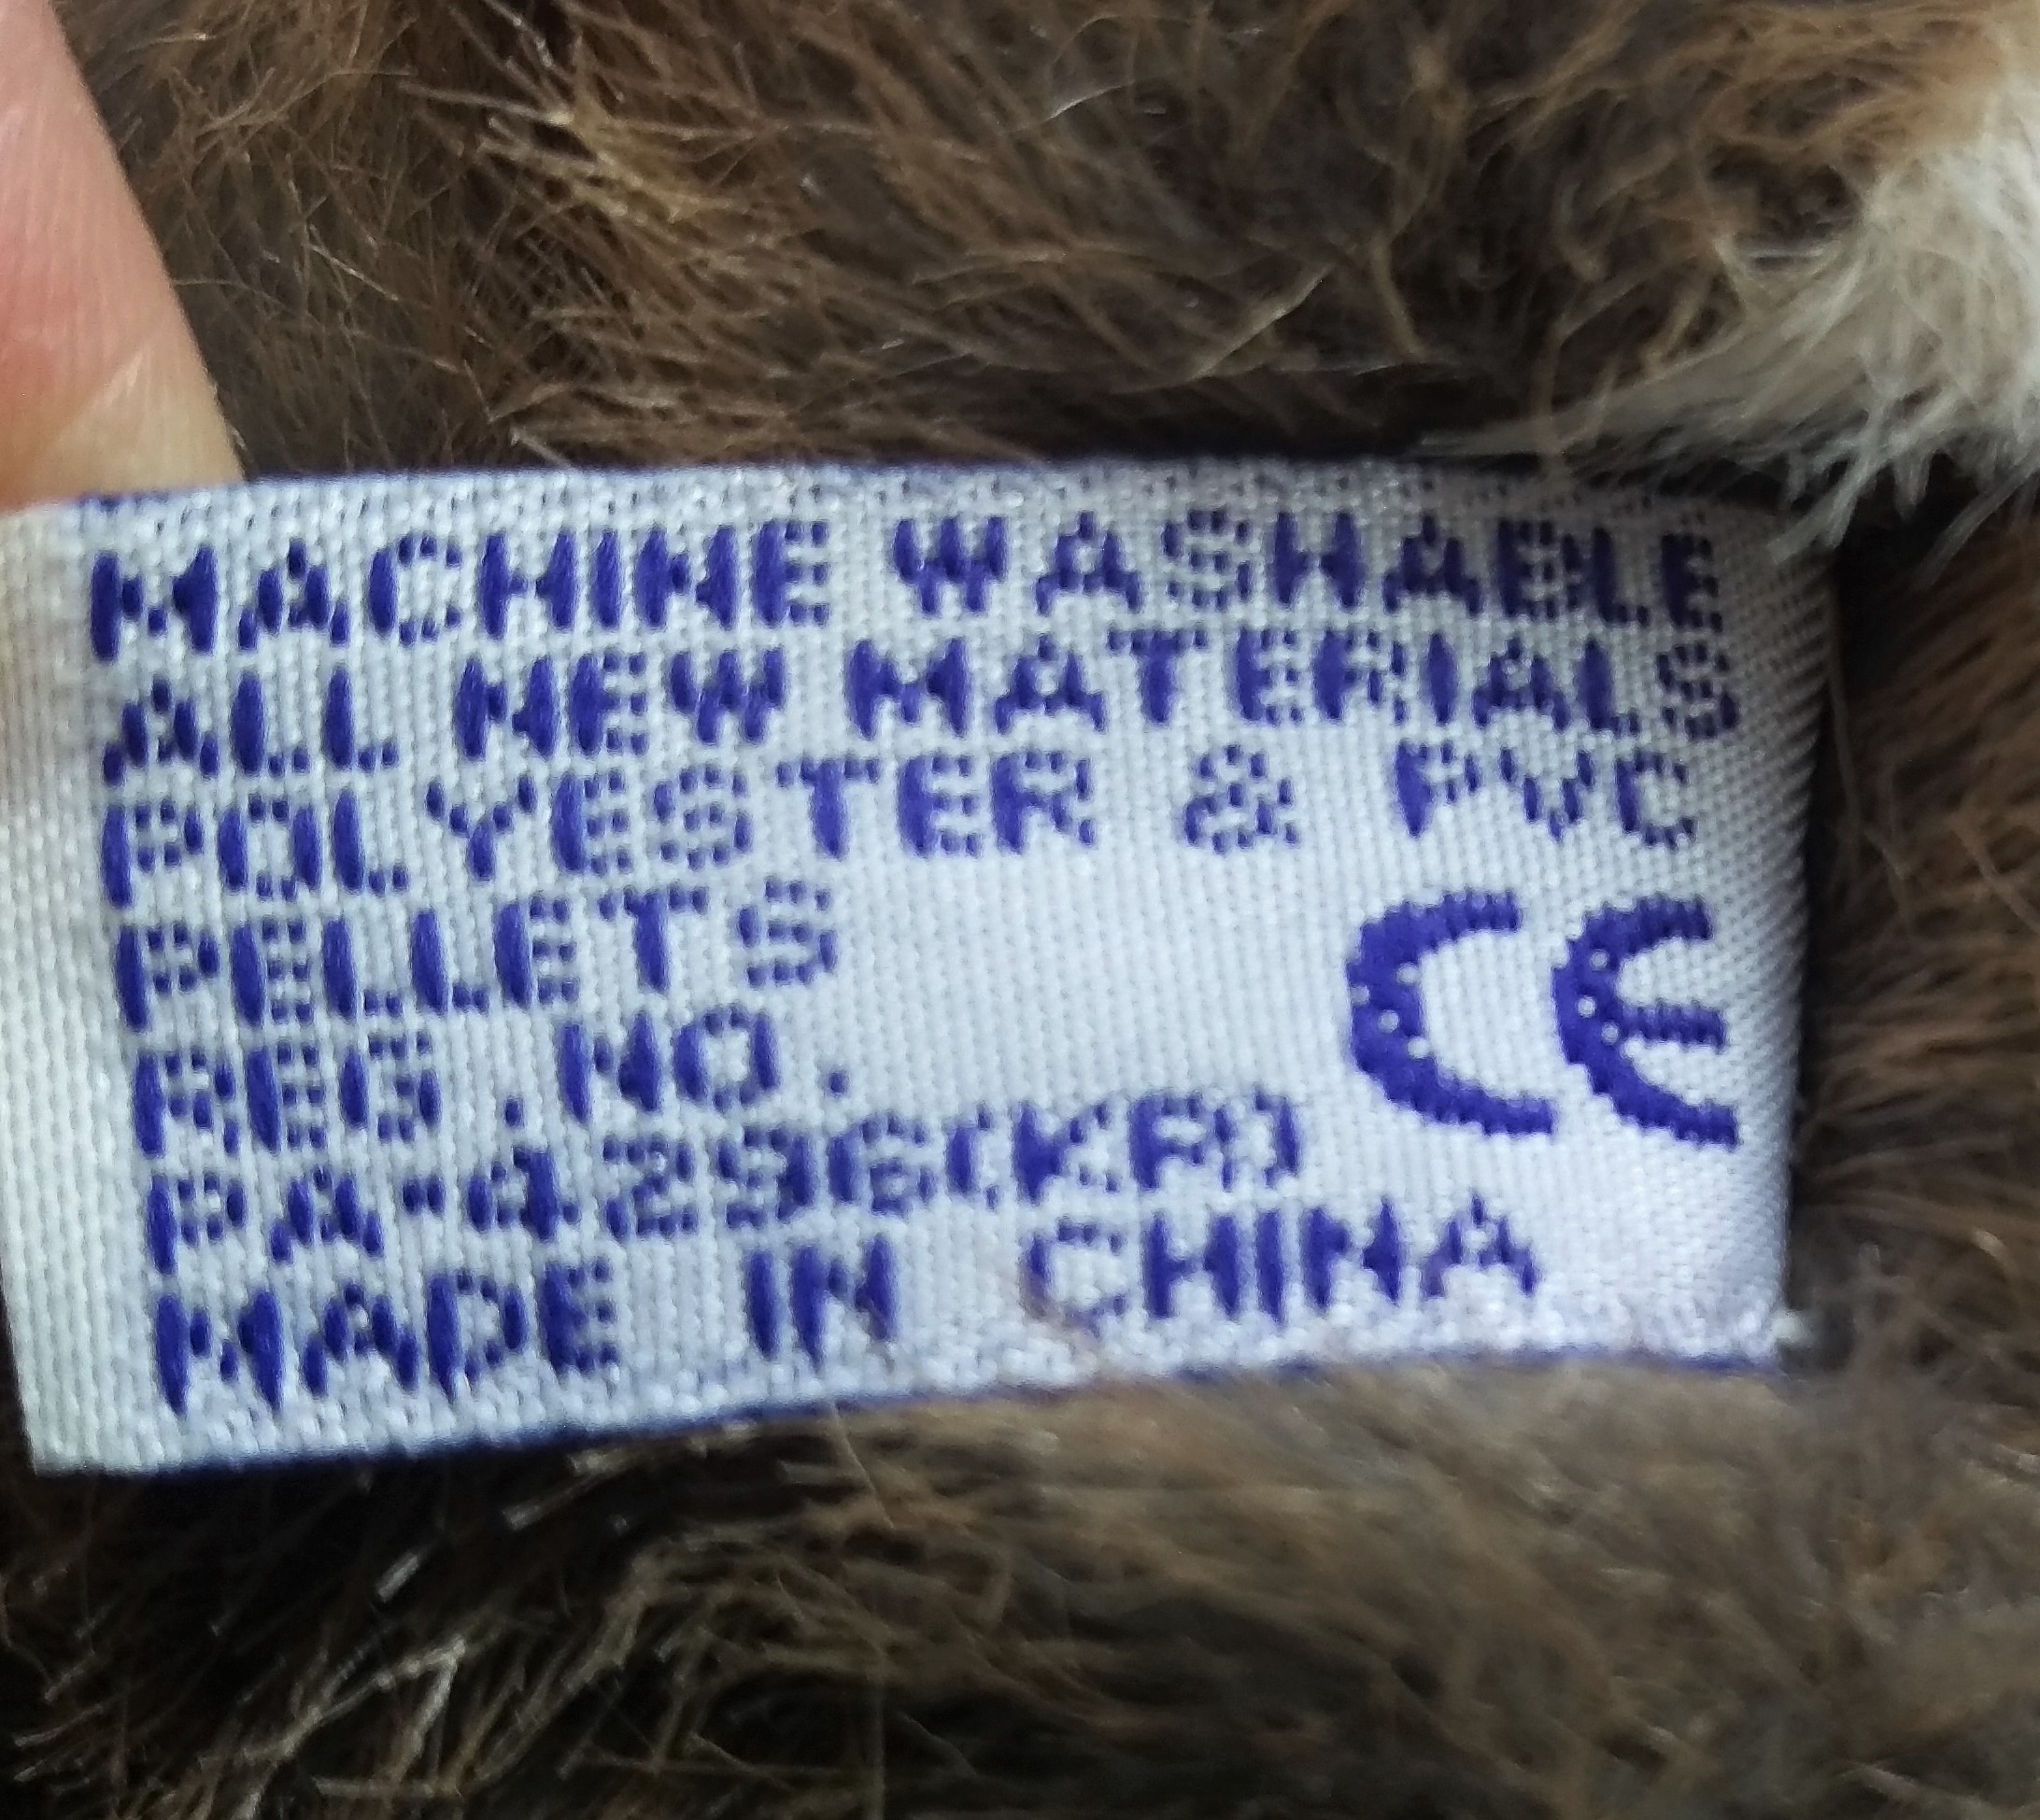 MACHINE WASHABLE
ALL NEW MATERIALS
POLYESTER & PVC
PELLETS
REG.NO.
PA-4296(KR)
MADE IN CHINA
CE